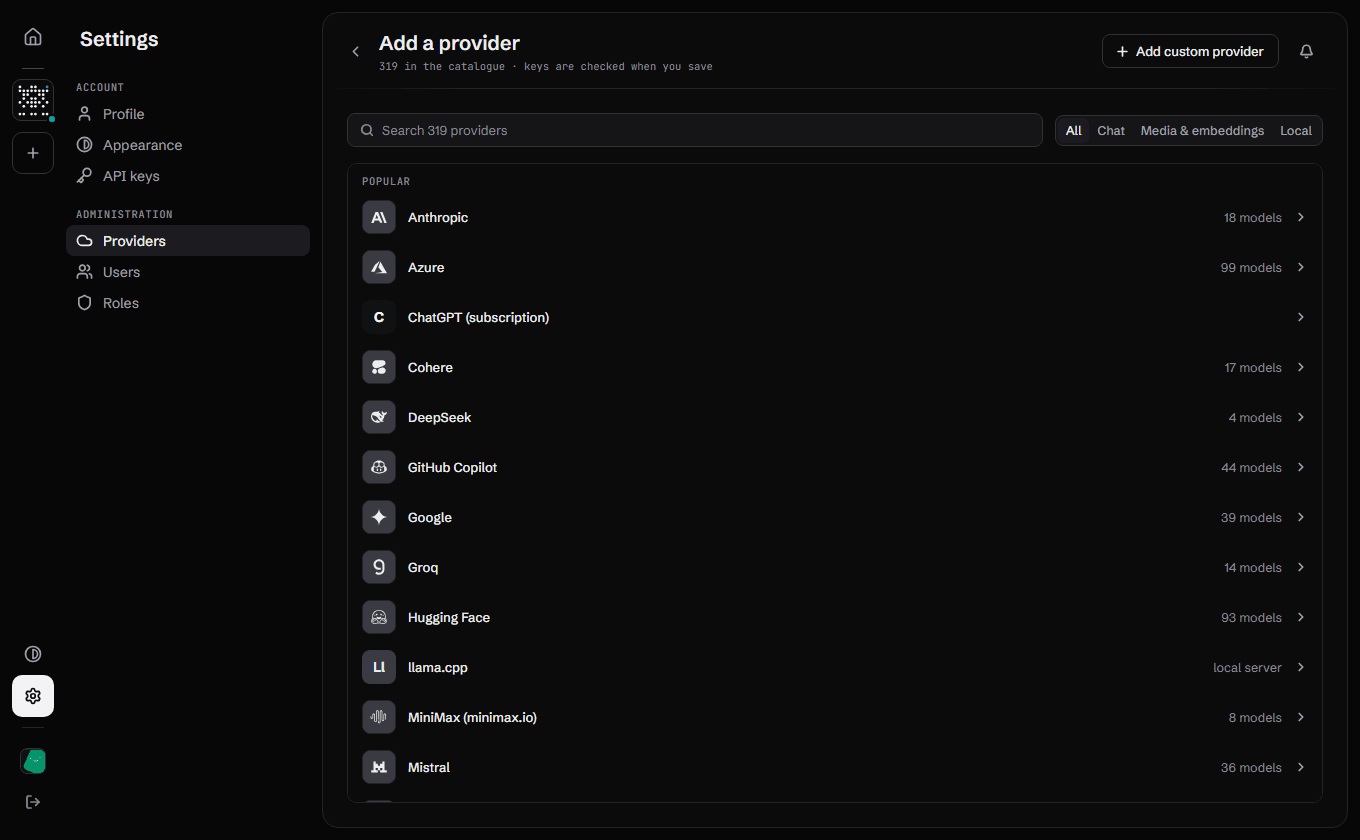 Settings
ACCOUNT
Profile
Appearance
API keys
ADMINISTRATION
Providers
Users
Roles
Add a provider
319 in the catalogue · keys are checked when you save
Add custom provider
Search 319 providers
All Chat Media & embeddings Local
POPULAR
Anthropic 18 models
Azure 99 models
C ChatGPT (subscription)
Cohere 17 models
DeepSeek 4 models
GitHub Copilot 44 models
Google 39 models
Groq 14 models
Hugging Face 93 models
Ll llama.cpp local server
MiniMax (minimax.io) 8 models
Mistral 36 models